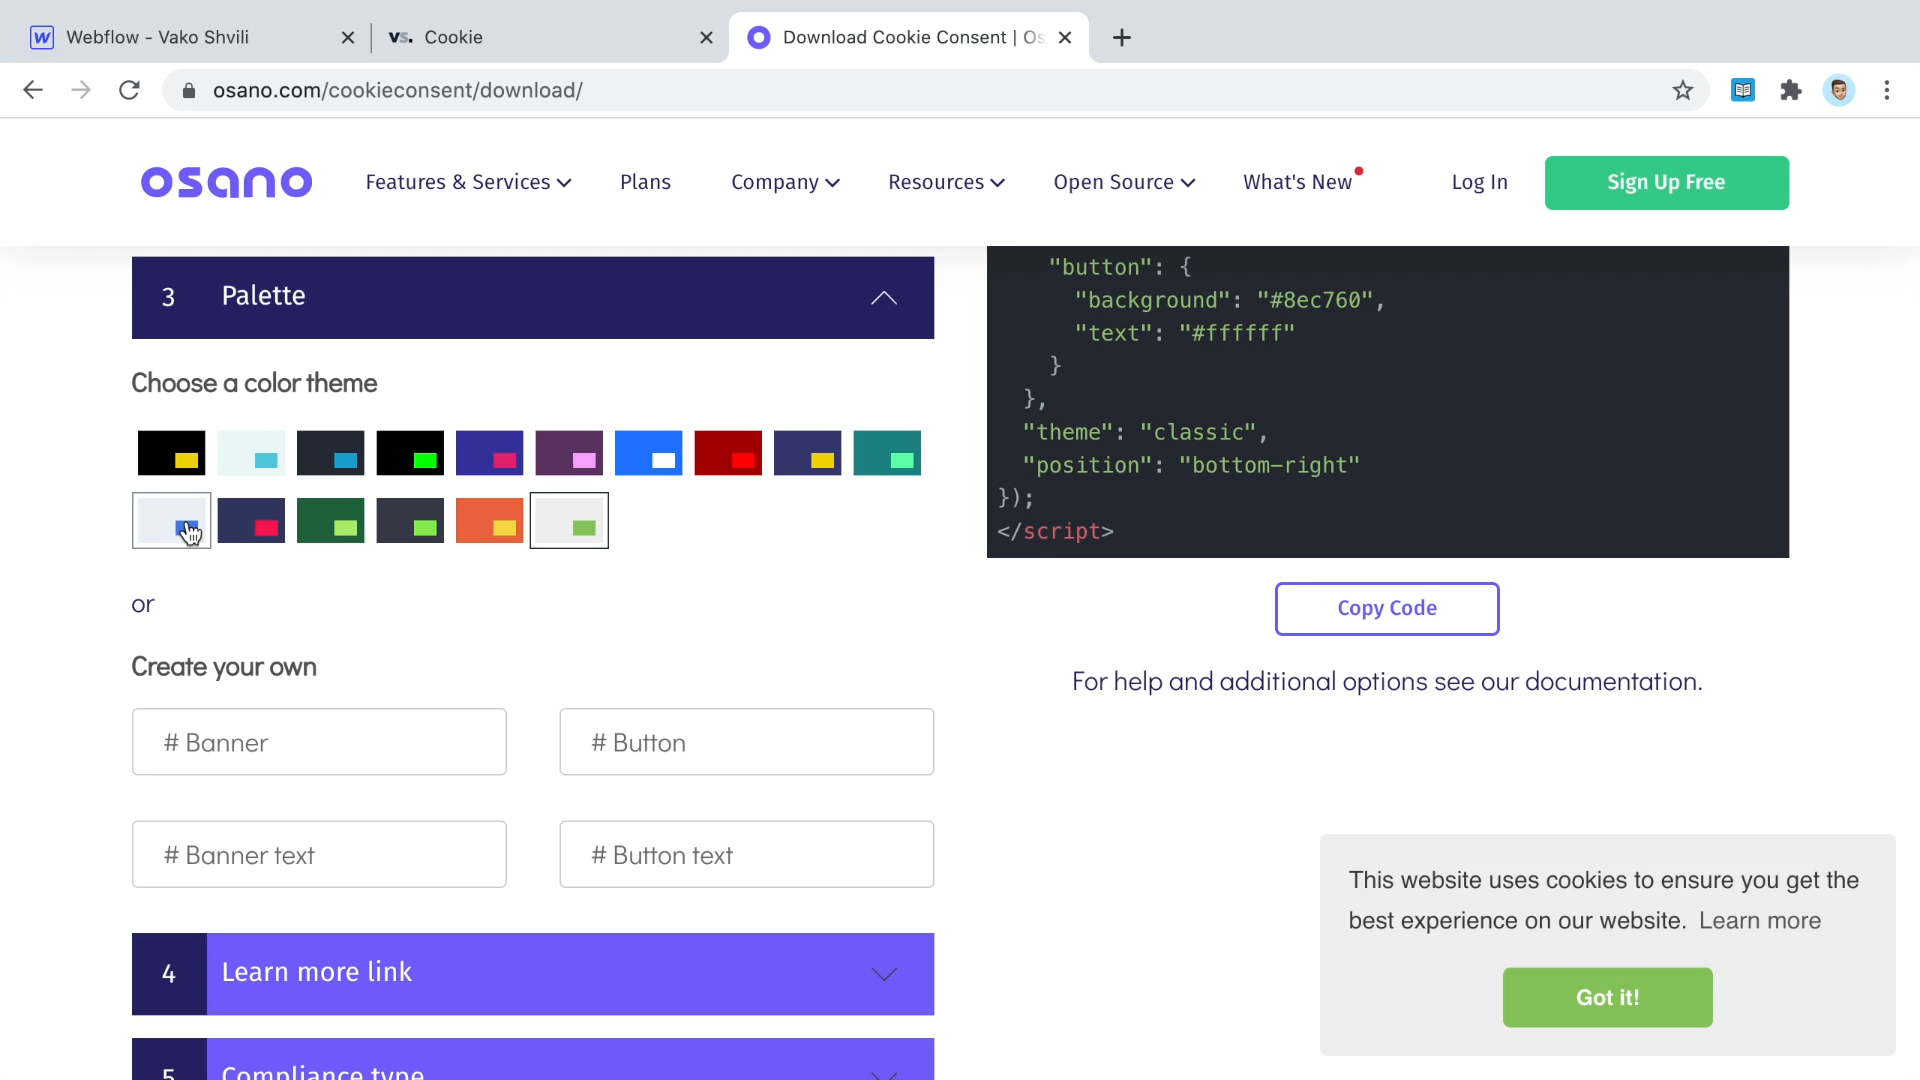 Webflow - Vako Shvili
vs. Cookie
Download Cookie Consent | Os
osano.com/cookieconsent/download/
osano
Features & Services
Plans
Company
Resources
Open Source
What's New
Log In
Sign Up Free
3 Palette
Choose a color theme
or
Create your own
# Banner
# Button
# Banner text
# Button text
4 Learn more link
5 Compliance type
"button": {
"background": "#8ec760",
"text": "#ffffff"
}
},
"theme": "classic",
"position": "bottom-right"
});
</script>
Copy Code
For help and additional options see our documentation.
This website uses cookies to ensure you get the
best experience on our website. Learn more
Got it!